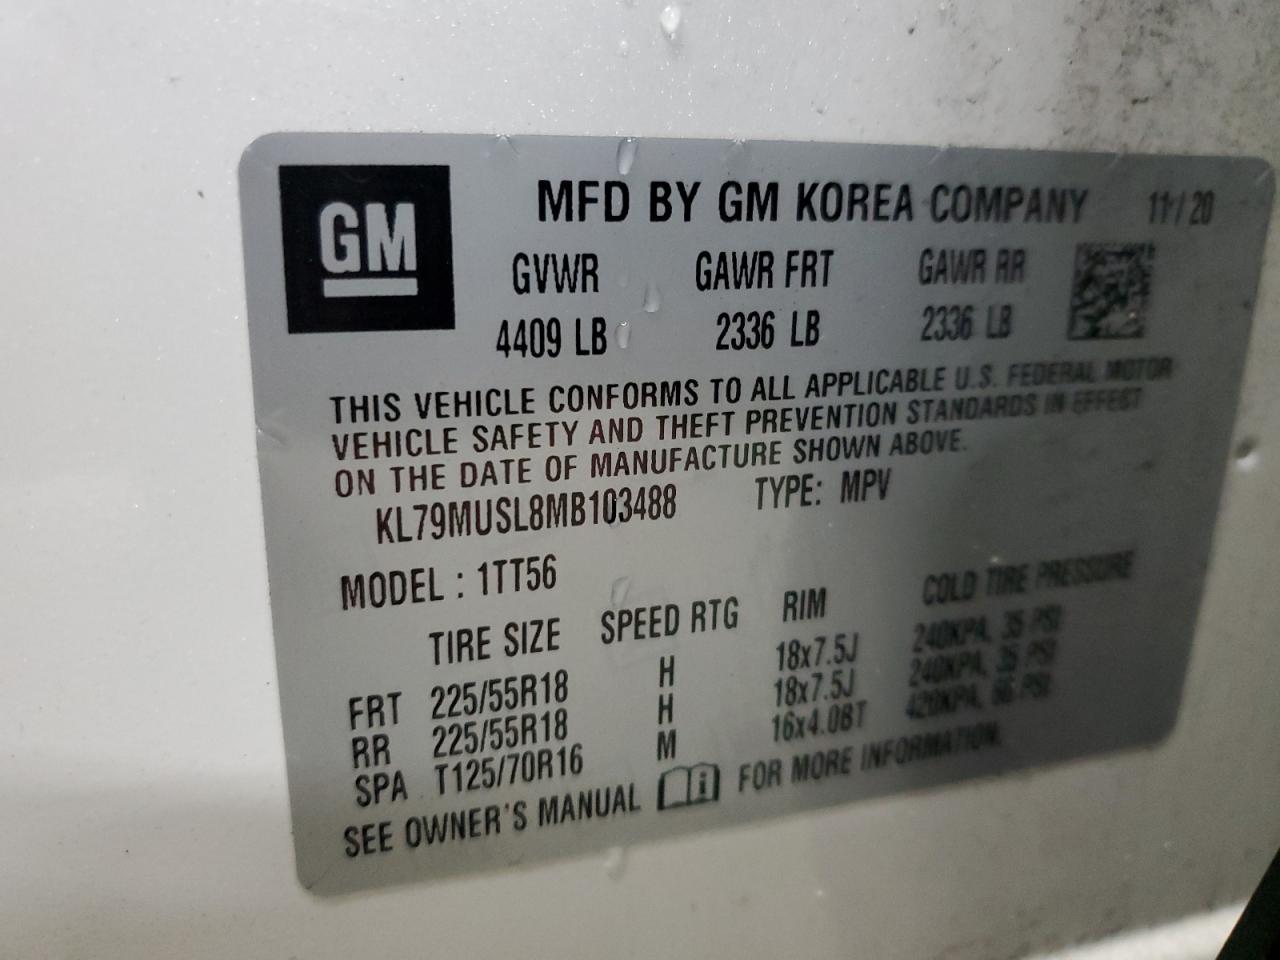 GM
MFD BY GM KOREA COMPANY 11/20
GVWR GAWR FRT GAWR RR
4409 LB 2336 LB 2336 LB
THIS VEHICLE CONFORMS TO ALL APPLICABLE U.S. FEDERAL MOTOR
VEHICLE SAFETY AND THEFT PREVENTION STANDARDS IN EFFECT
ON THE DATE OF MANUFACTURE SHOWN ABOVE.
KL79MUSL8MB103488 TYPE: MPV
MODEL : 1TT56
TIRE SIZE SPEED RTG RIM COLD TIRE PRESSURE
FRT 225/55R18 H 18x7.5J 240KPA, 35 PSI
RR 225/55R18 H 18x7.5J 240KPA, 35 PSI
SPA T125/70R16 M 16x4.0BT 420KPA, 60 PSI
SEE OWNER'S MANUAL FOR MORE INFORMATION.